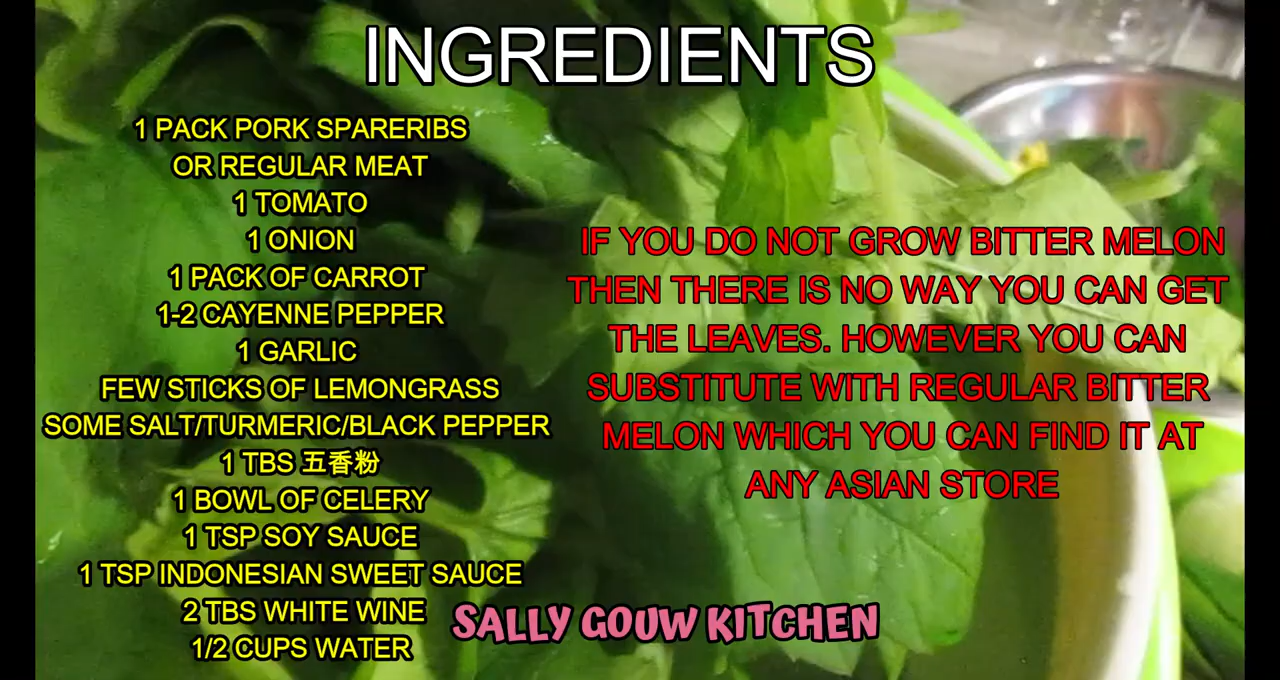 INGREDIENTS
1 PACK PORK SPARERIBS
OR REGULAR MEAT
1 TOMATO
1 ONION
1 PACK OF CARROT
1-2 CAYENNE PEPPER
1 GARLIC
FEW STICKS OF LEMONGRASS
SOME SALT/TURMERIC/BLACK PEPPER
1 TBS 五香粉
1 BOWL OF CELERY
1 TSP SOY SAUCE
1 TSP INDONESIAN SWEET SAUCE
2 TBS WHITE WINE
1/2 CUPS WATER
IF YOU DO NOT GROW BITTER MELON
THEN THERE IS NO WAY YOU CAN GET
THE LEAVES. HOWEVER YOU CAN
SUBSTITUTE WITH REGULAR BITTER
MELON WHICH YOU CAN FIND IT AT
ANY ASIAN STORE
SALLY GOUW KITCHEN